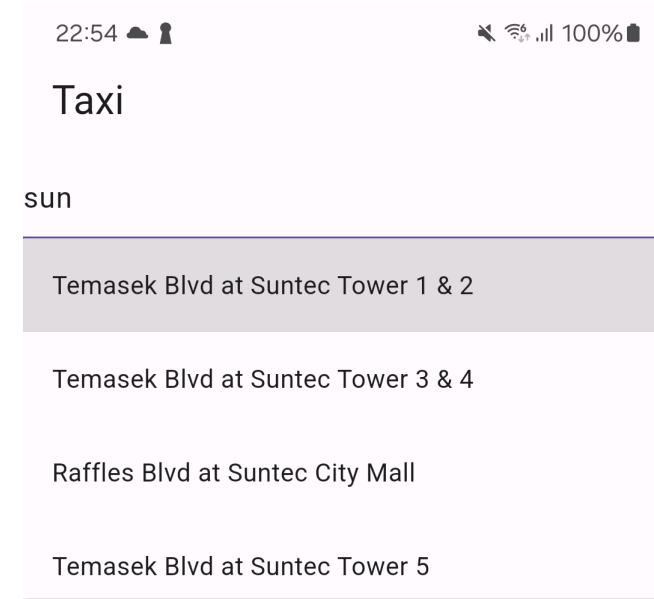 22:54 100%
Taxi
sun
Temasek Blvd at Suntec Tower 1 & 2
Temasek Blvd at Suntec Tower 3 & 4
Raffles Blvd at Suntec City Mall
Temasek Blvd at Suntec Tower 5